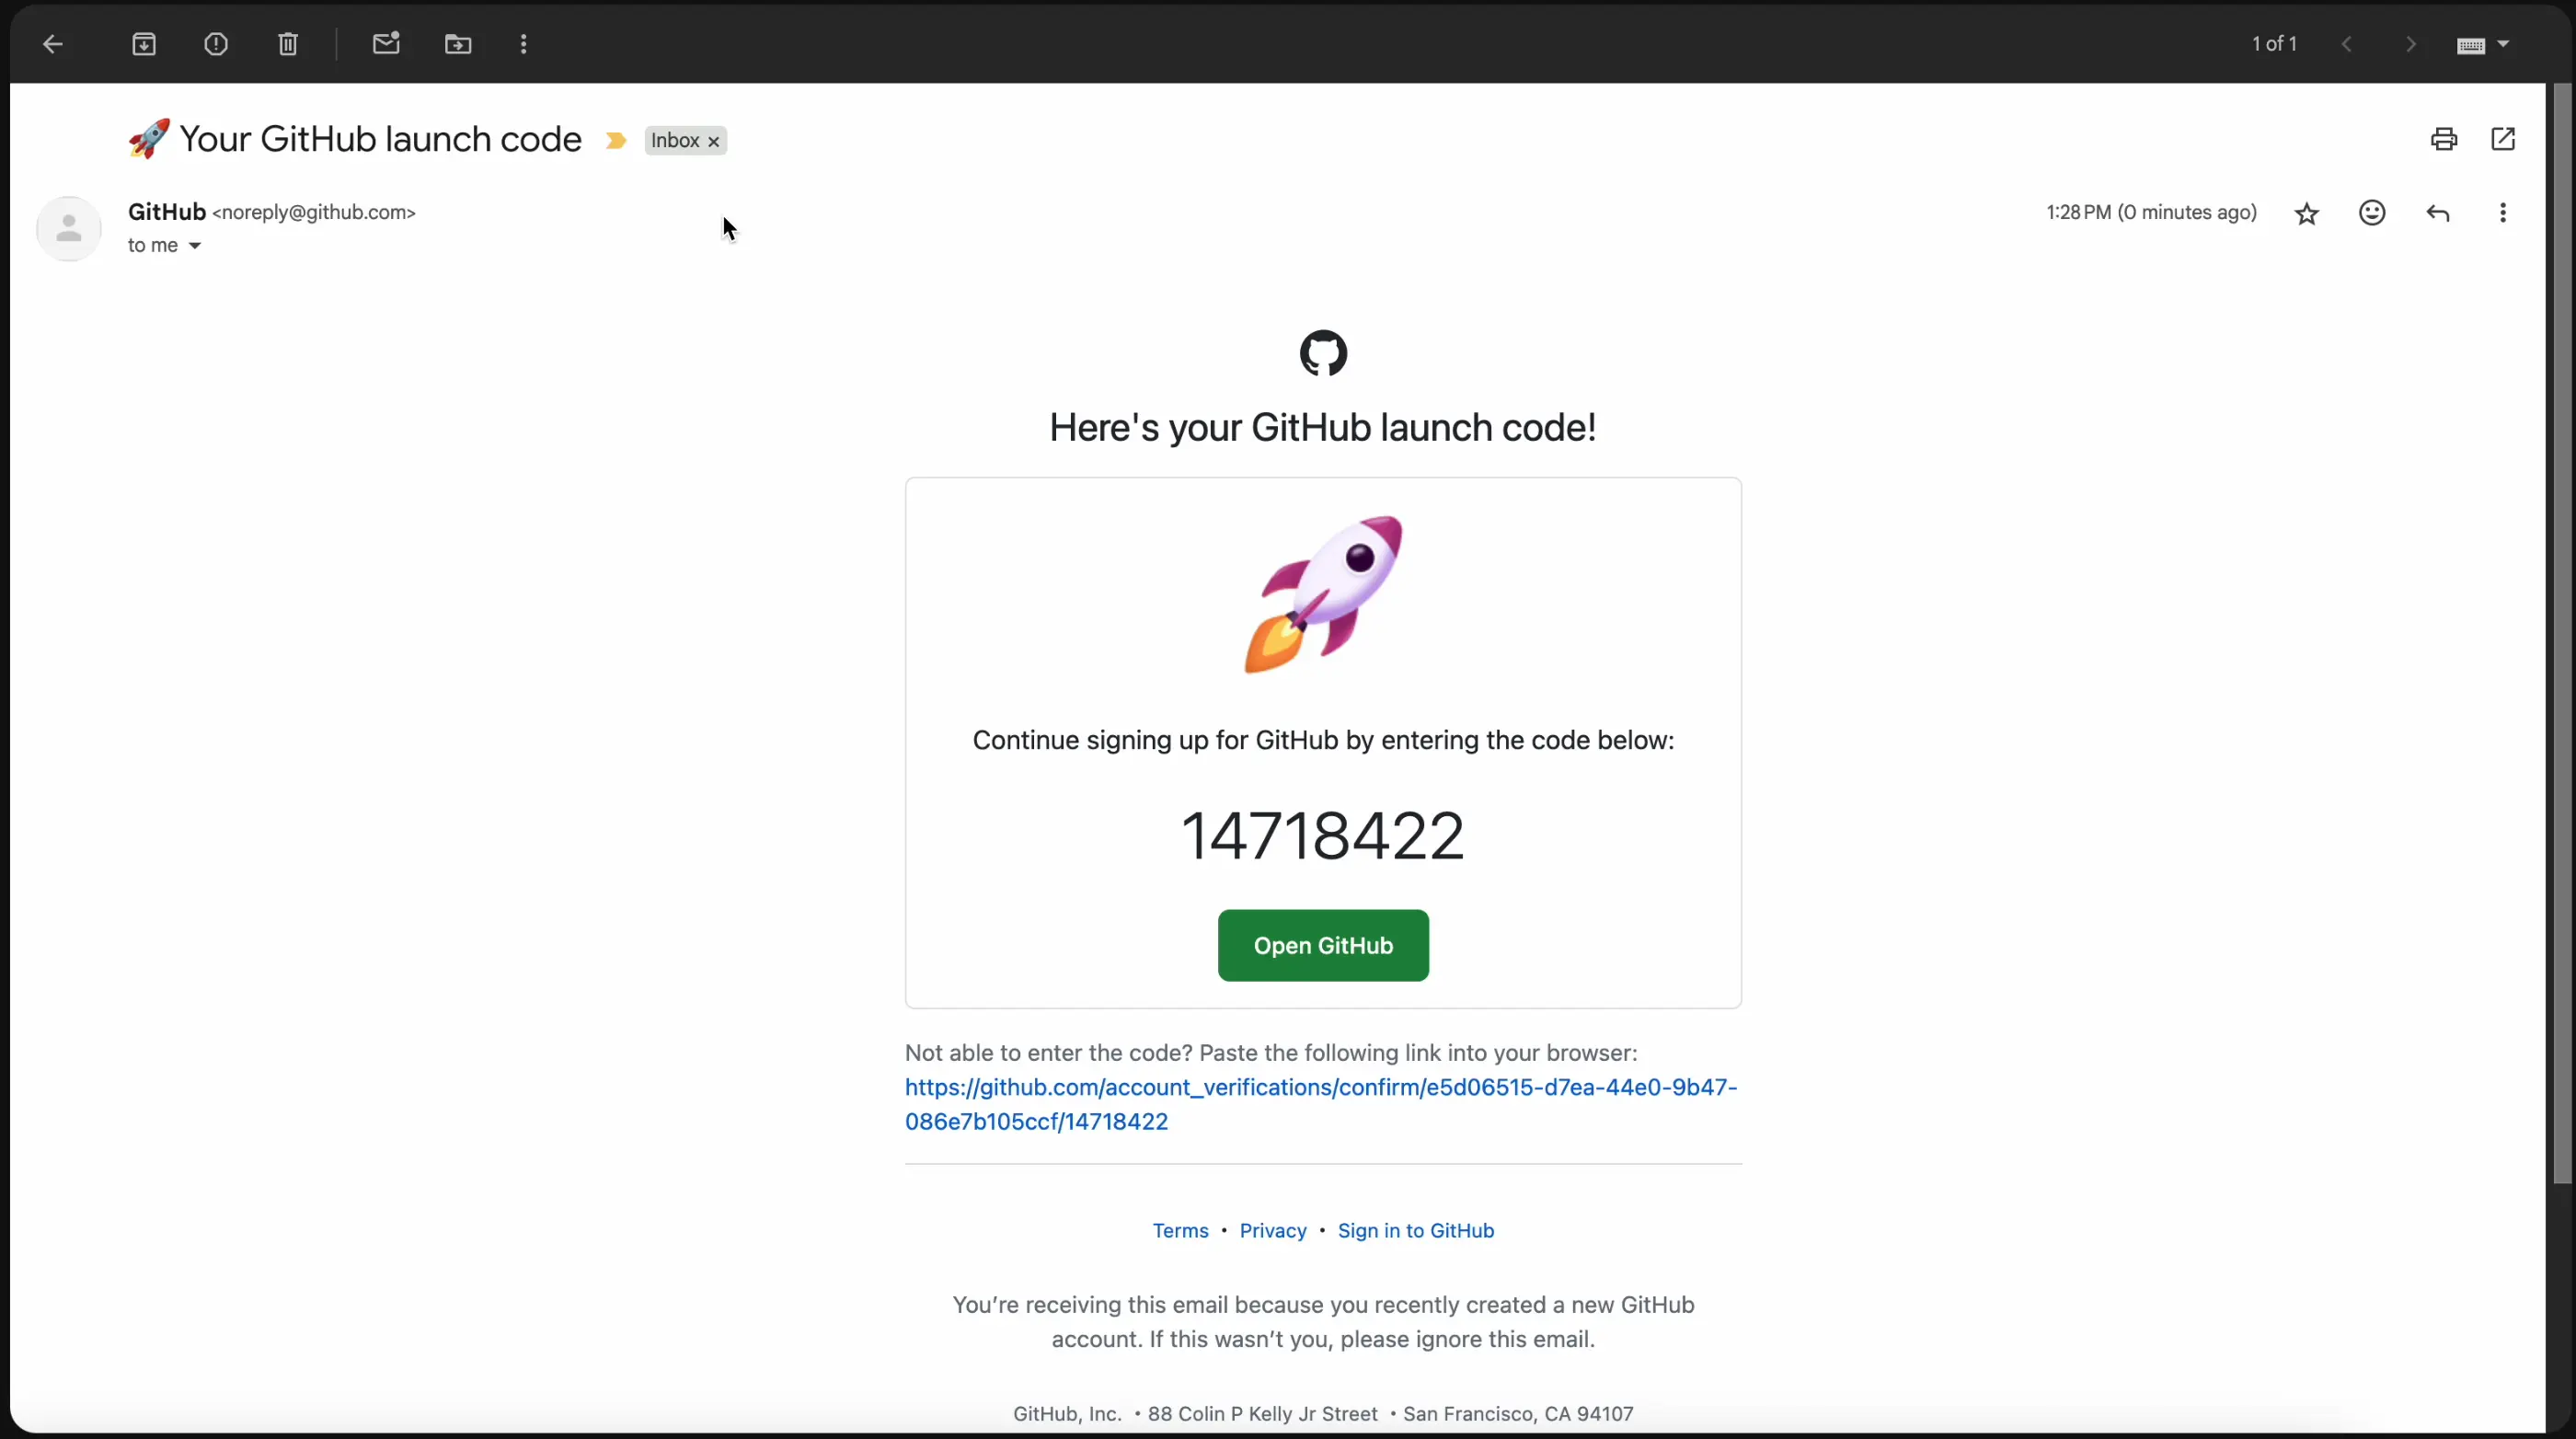 1 of 1
🚀 Your GitHub launch code Inbox ×
GitHub <noreply@github.com> 1:28 PM (0 minutes ago)
to me
Here's your GitHub launch code!
Continue signing up for GitHub by entering the code below:
14718422
Open GitHub
Not able to enter the code? Paste the following link into your browser:
https://github.com/account_verifications/confirm/e5d06515-d7ea-44e0-9b47-
086e7b105ccf/14718422
Terms • Privacy • Sign in to GitHub
You’re receiving this email because you recently created a new GitHub
account. If this wasn’t you, please ignore this email.
GitHub, Inc. • 88 Colin P Kelly Jr Street • San Francisco, CA 94107